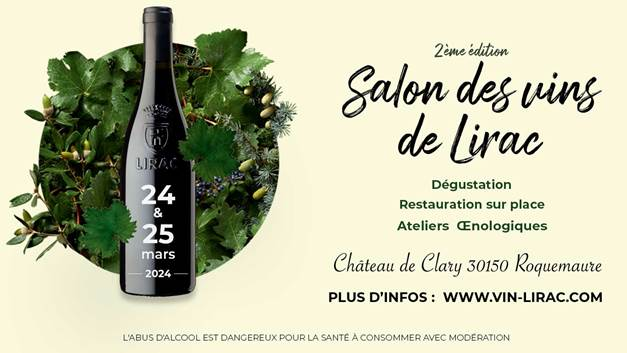 2ème édition
Salon des vins
de Lirac
LIRAC
24
&
25
mars
2024
Dégustation
Restauration sur place
Ateliers Œnologiques
Château de Clary 30150 Roquemaure
PLUS D'INFOS : WWW.VIN-LIRAC.COM
L'ABUS D'ALCOOL EST DANGEREUX POUR LA SANTÉ À CONSOMMER AVEC MODÉRATION